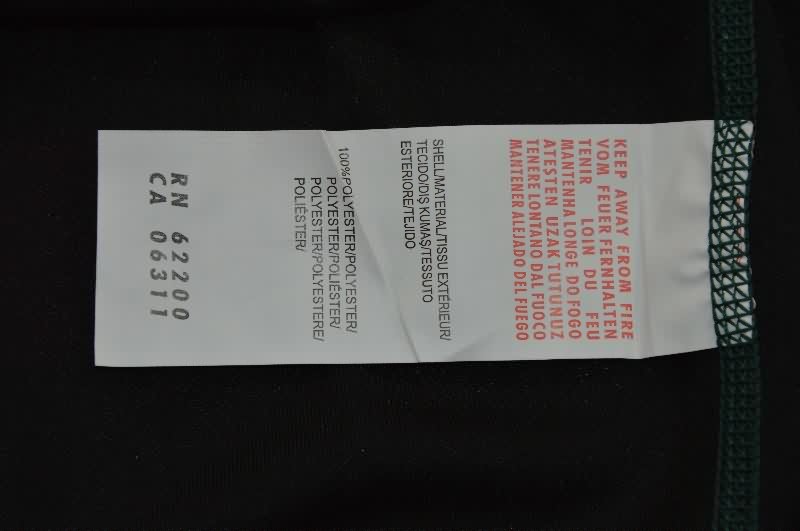 KEEP AWAY FROM FIRE
VOM FEUER FERNHALTEN
TENIR LOIN DU FEU
MANTENHA LONGE DO FOGO
ATEŞTEN UZAK TUTUNUZ
TENERE LONTANO DAL FUOCO
MANTENER ALEJADO DEL FUEGO
SHELL/MATERIAL/TISSU EXTÉRIEUR/
TECIDO/DIŞ KUMAŞ/TESSUTO
ESTERIORE/TEJIDO
100%POLYESTER/POLYESTER/
POLYESTER/POLIÉSTER/
POLYESTER/POLYESTERE/
POLIÉSTER/
RN 62200
CA 06311